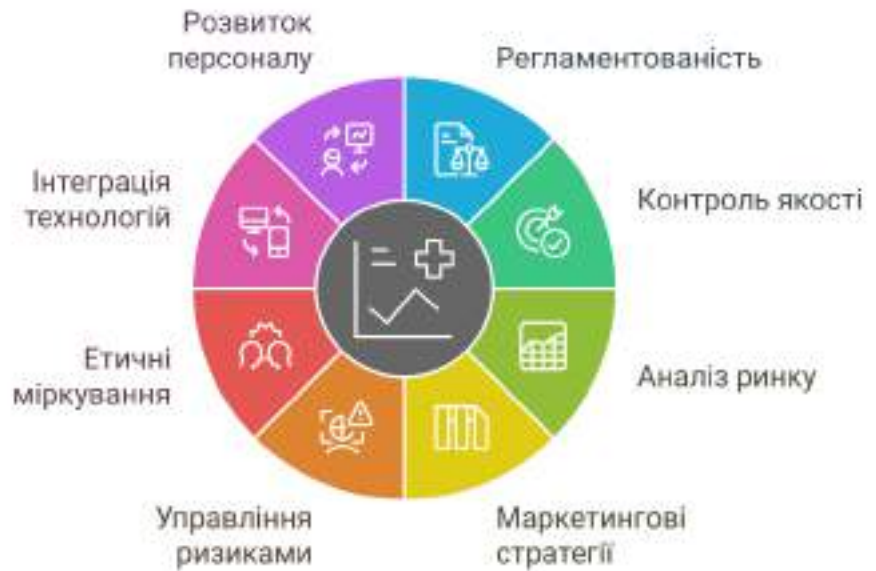 Розвиток
персоналу
Регламентованість
Інтеграція
технологій
Контроль якості
Етичні
міркування
Аналіз ринку
Управління
ризиками
Маркетингові
стратегії